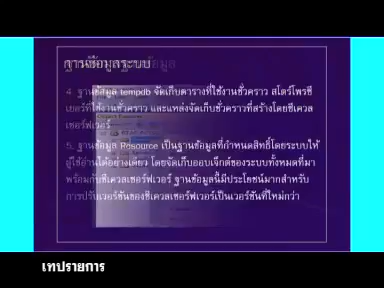 ฐานข้อมูลระบบ
4. ฐานข้อมูล tempdb จัดเก็บตารางที่ใช้งานชั่วคราว สโตร์โพรซี
เยอร์ที่ใช้งานชั่วคราว และแหล่งจัดเก็บชั่วคราวที่สร้างโดยซีเควล
เซอร์ฟเวอร์
5. ฐานข้อมูล Resource เป็นฐานข้อมูลที่กำหนดสิทธิ์โดยระบบให้
ผู้ใช้อ่านได้อย่างเดียว โดยจัดเก็บออบเจ็กต์ของระบบทั้งหมดที่มา
พร้อมกับซีเควลเซอร์ฟเวอร์ ฐานข้อมูลนี้มีประโยชน์มากสำหรับ
การปรับเวอร์ชันของซีเควลเซอร์ฟเวอร์เป็นเวอร์ชันที่ใหม่กว่า
เทปรายการ